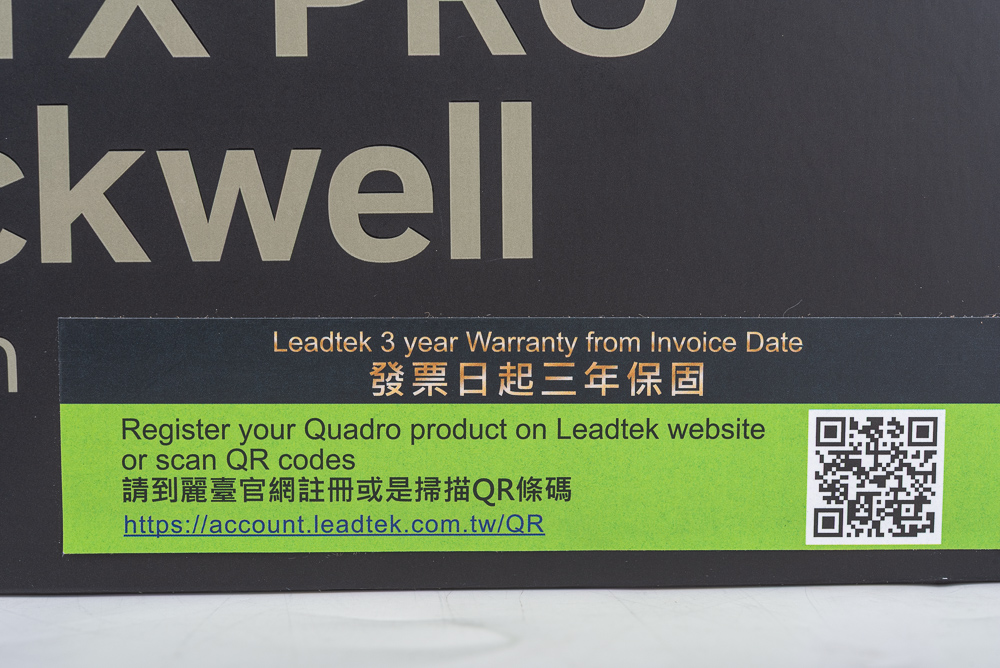 TX PRO
ckwell
n
Leadtek 3 year Warranty from Invoice Date
發票日起三年保固
Register your Quadro product on Leadtek website
or scan QR codes
請到麗臺官網註冊或是掃描QR條碼
https://account.leadtek.com.tw/QR